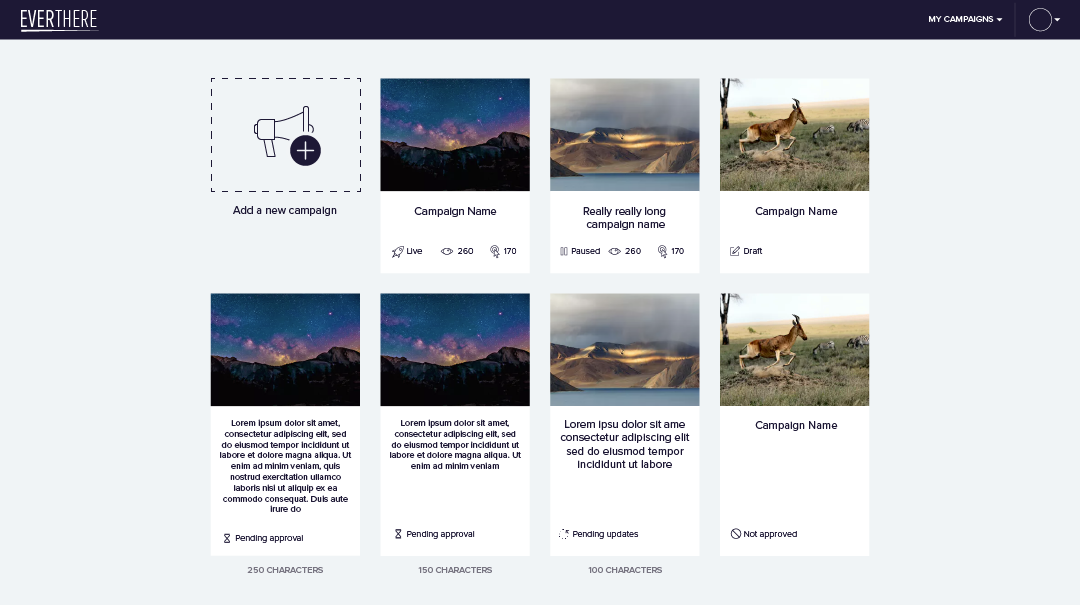 EVERTHERE
MY CAMPAIGNS
Add a new campaign
Campaign Name
Live 260 170
Really really long
campaign name
Paused 260 170
Campaign Name
Draft
Lorem ipsum dolor sit amet,
consectetur adipiscing elit, sed
do eiusmod tempor incididunt ut
labore et dolore magna aliqua. Ut
enim ad minim veniam, quis
nostrud exercitation ullamco
laboris nisi ut aliquip ex ea
commodo consequat. Duis aute
irure do
Pending approval
250 CHARACTERS
Lorem ipsum dolor sit amet,
consectetur adipiscing elit, sed
do eiusmod tempor incididunt ut
labore et dolore magna aliqua. Ut
enim ad minim veniam
Pending approval
150 CHARACTERS
Lorem ipsu dolor sit ame
consectetur adipiscing elit
sed do eiusmod tempor
incididunt ut labore
Pending updates
100 CHARACTERS
Campaign Name
Not approved